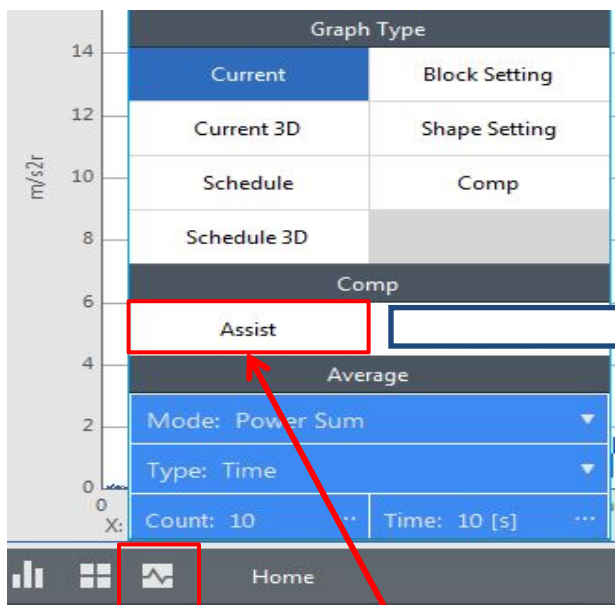 Graph Type
14
Current
Block Setting
12
Current 3D
Shape Setting
m/s2r
10
Schedule
Comp
8
Schedule 3D
Comp
6
Assist
4
Average
2
Mode: Power Sum
Type: Time
0
0
X:
Count: 10 ...
Time: 10 [s] ...
Home